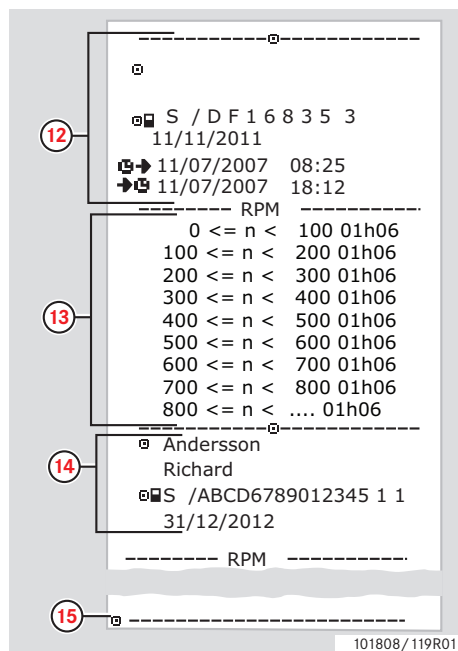 12
S / D F 1 6 8 3 5 3
11/11/2011
11/07/2007 08:25
11/07/2007 18:12
-------- RPM -------------
13
0 <= n < 100 01h06
100 <= n < 200 01h06
200 <= n < 300 01h06
300 <= n < 400 01h06
400 <= n < 500 01h06
500 <= n < 600 01h06
600 <= n < 700 01h06
700 <= n < 800 01h06
800 <= n < .... 01h06
14
Andersson
Richard
S /ABCD6789012345 1 1
31/12/2012
-------- RPM -----------
15
101808/119R01